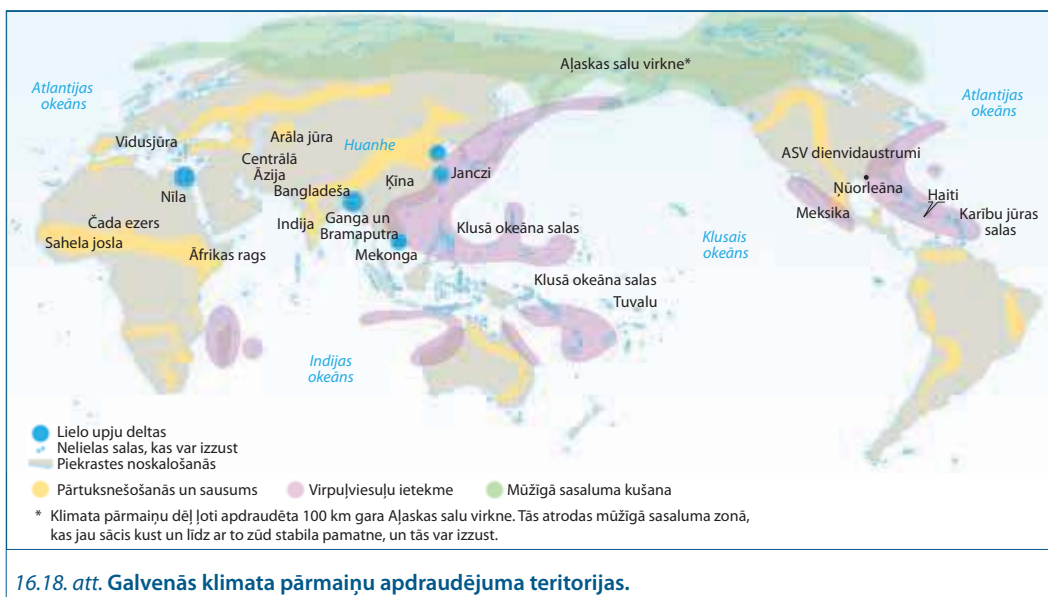 Aļaskas salu virkne*
Atlantijas
okeāns
Atlantijas
okeāns
Vidusjūra
Arāla jūra
Huanhe
ASV dienvidaustrumi
Centrālā
Āzija
Ķīna
Janczi
Nīla
Bangladeša
Ņūorleāna
Haiti
Meksika
Čada ezers
Indija
Ganga un
Bramaputra
Klusā okeāna salas
Karību jūras
salas
Sahela josla
Āfrikas rags
Mekonga
Klusais
okeāns
Klusā okeāna salas
Tuvalu
Indijas
okeāns
Lielo upju deltas
Nelielas salas, kas var izzust
Piekrastes noskalošanās
Pārtuksnešošanās un sausums
Virpuļviesuļu ietekme
Mūžīgā sasaluma kušana
* Klimata pārmaiņu dēļ ļoti apdraudēta 100 km gara Aļaskas salu virkne. Tās atrodas mūžīgā sasaluma zonā,
kas jau sācis kust un līdz ar to zūd stabila pamatne, un tās var izzust.
16.18. att. Galvenās klimata pārmaiņu apdraudējuma teritorijas.